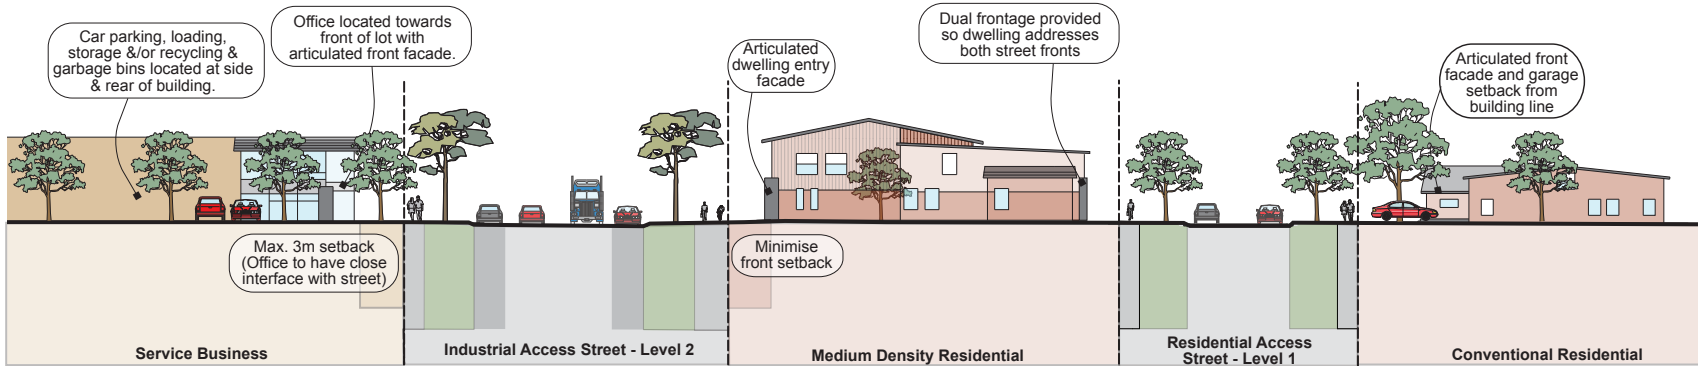 Car parking, loading,
storage &/or recycling &
garbage bins located at side
& rear of building.
Office located towards
front of lot with
articulated front facade.
Articulated
dwelling entry
facade
Dual frontage provided
so dwelling addresses
both street fronts
Articulated front
facade and garage
setback from
building line
Max. 3m setback
(Office to have close
interface with street)
Minimise
front setback
Service Business
Industrial Access Street - Level 2
Medium Density Residential
Residential Access
Street - Level 1
Conventional Residential